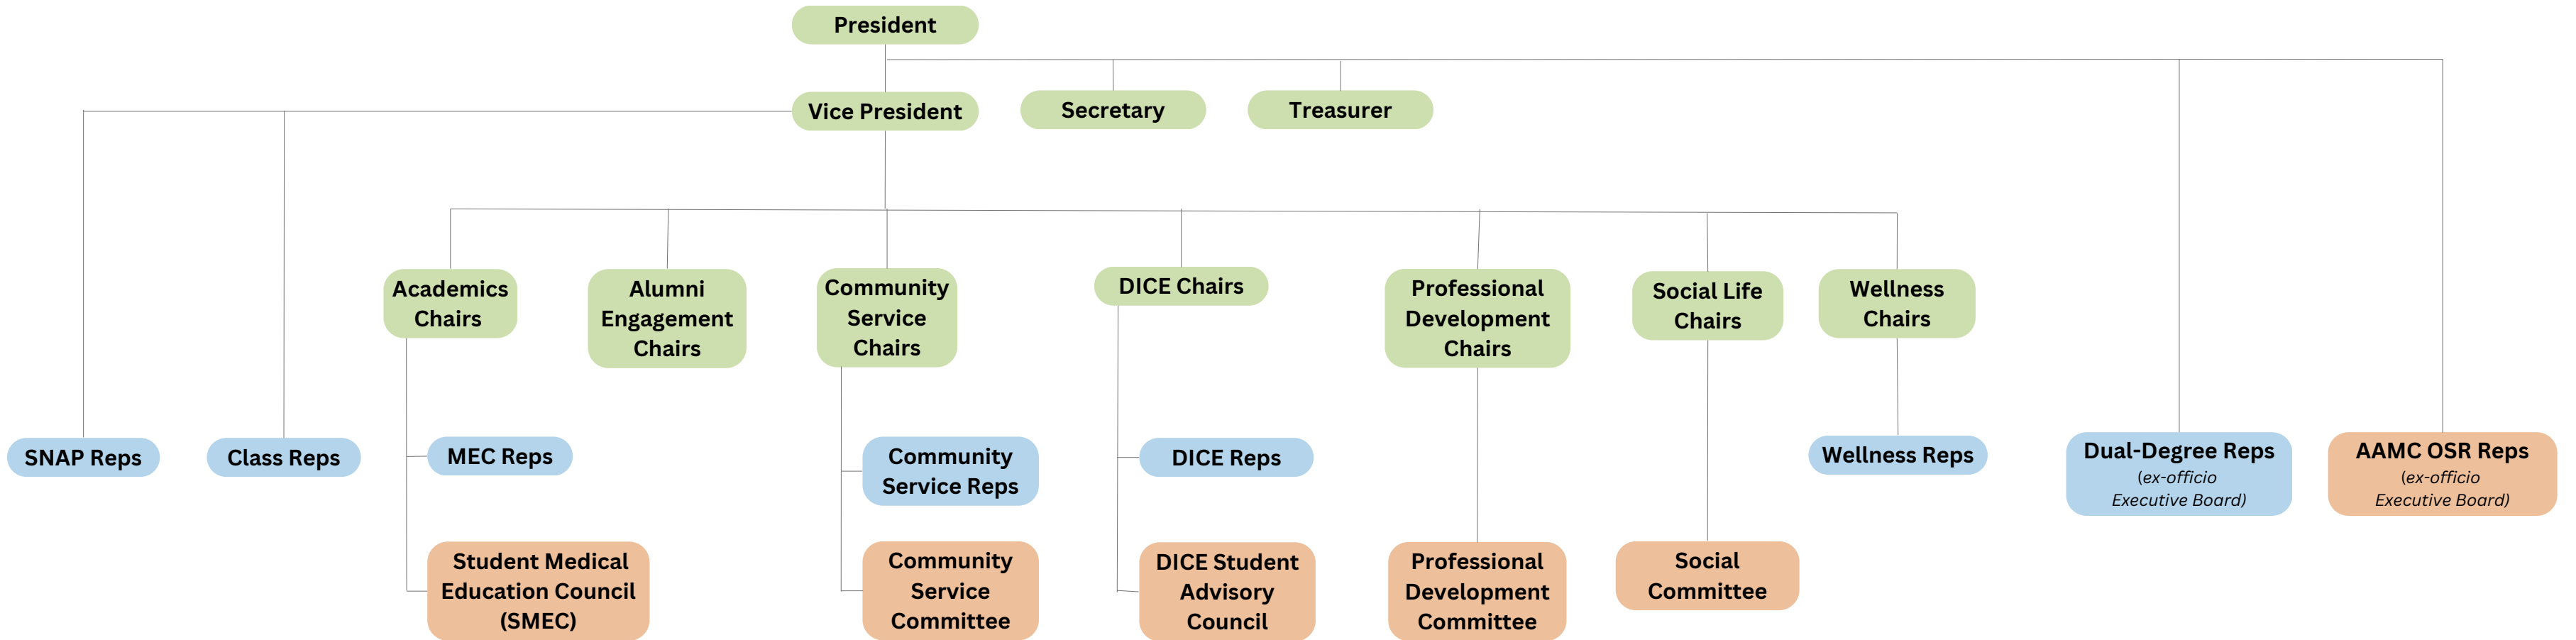 President
Vice President
Secretary
Treasurer
Academics
Chairs
Alumni
Engagement
Chairs
Community
Service
Chairs
DICE Chairs
Professional
Development
Chairs
Social Life
Chairs
Wellness
Chairs
SNAP Reps
Class Reps
MEC Reps
Community
Service Reps
DICE Reps
Wellness Reps
Dual-Degree Reps
(ex-officio
Executive Board)
AAMC OSR Reps
(ex-officio
Executive Board)
Student Medical
Education Council
(SMEC)
Community
Service
Committee
DICE Student
Advisory
Council
Professional
Development
Committee
Social
Committee